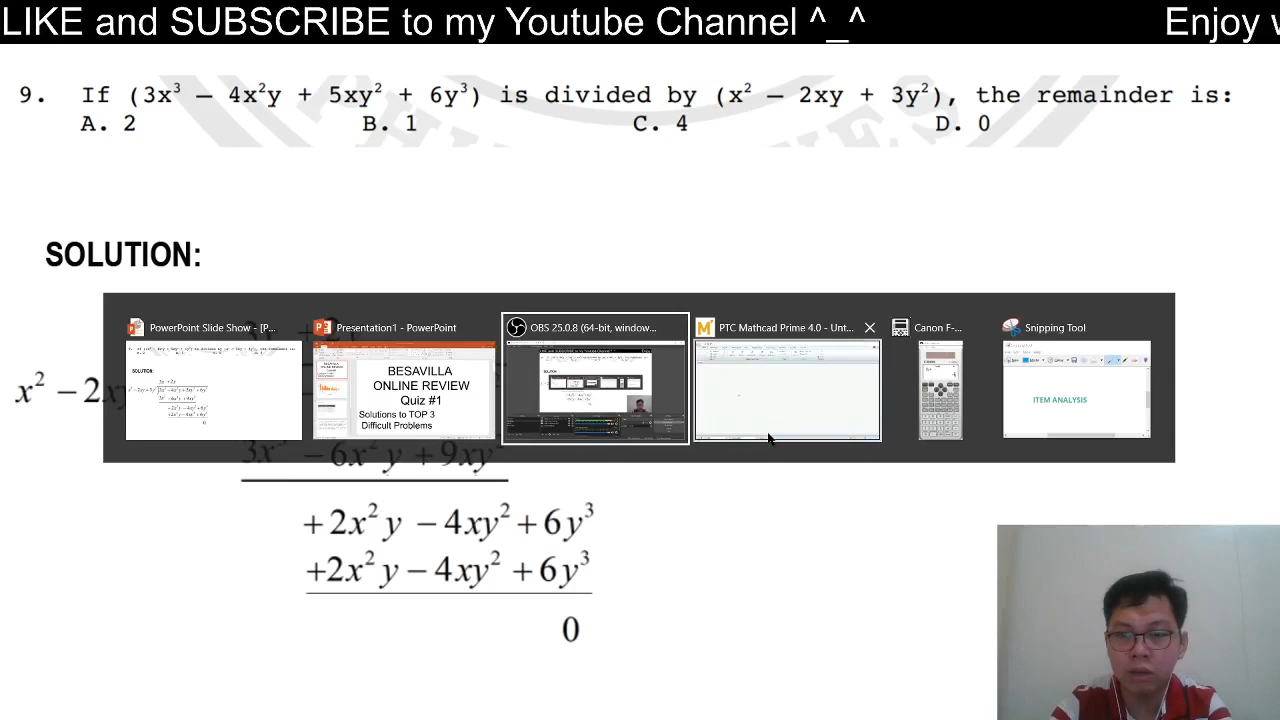 LIKE and SUBSCRIBE to my Youtube Channel ^_^ Enjoy
9. If (3x³ – 4x²y + 5xy² + 6y³) is divided by (x² – 2xy + 3y²), the remainder is:
A. 2 B. 1 C. 4 D. 0
SOLUTION:
PowerPoint Slide Show - [P... Presentation1 - PowerPoint OBS 25.0.8 (64-bit, window... PTC Mathcad Prime 4.0 - Unt... Canon F-... Snipping Tool
BESAVILLA
ONLINE REVIEW
Quiz #1
Solutions to TOP 3
Difficult Problems
ITEM ANALYSIS
x² – 2xy
3x³ – 6x²y + 9xy²
+ 2x²y – 4xy² + 6y³
+2x²y – 4xy² + 6y³
0